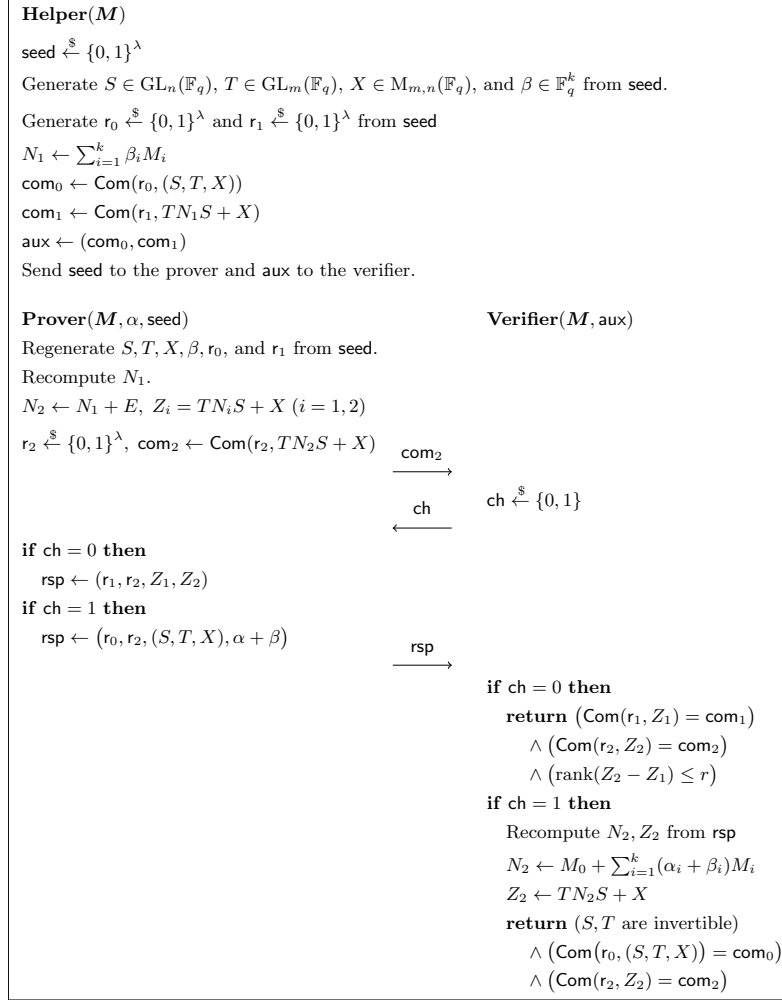 Helper(M)
seed ←$ {0, 1}^λ
Generate S ∈ GL_n(𝔽_q), T ∈ GL_m(𝔽_q), X ∈ M_{m,n}(𝔽_q), and β ∈ 𝔽_q^k from seed.
Generate r_0 ←$ {0, 1}^λ and r_1 ←$ {0, 1}^λ from seed
N_1 ← ∑_{i=1}^k β_i M_i
com_0 ← Com(r_0, (S, T, X))
com_1 ← Com(r_1, TN_1S + X)
aux ← (com_0, com_1)
Send seed to the prover and aux to the verifier.
Prover(M, α, seed) Verifier(M, aux)
Regenerate S, T, X, β, r_0, and r_1 from seed.
Recompute N_1.
N_2 ← N_1 + E, Z_i = TN_iS + X (i = 1, 2)
r_2 ←$ {0, 1}^λ, com_2 ← Com(r_2, TN_2S + X) com_2
ch ch ←$ {0, 1}
if ch = 0 then
rsp ← (r_1, r_2, Z_1, Z_2)
if ch = 1 then
rsp ← (r_0, r_2, (S, T, X), α + β) rsp
if ch = 0 then
return (Com(r_1, Z_1) = com_1)
∧ (Com(r_2, Z_2) = com_2)
∧ (rank(Z_2 − Z_1) ≤ r)
if ch = 1 then
Recompute N_2, Z_2 from rsp
N_2 ← M_0 + ∑_{i=1}^k (α_i + β_i)M_i
Z_2 ← TN_2S + X
return (S, T are invertible)
∧ (Com(r_0, (S, T, X)) = com_0)
∧ (Com(r_2, Z_2) = com_2)